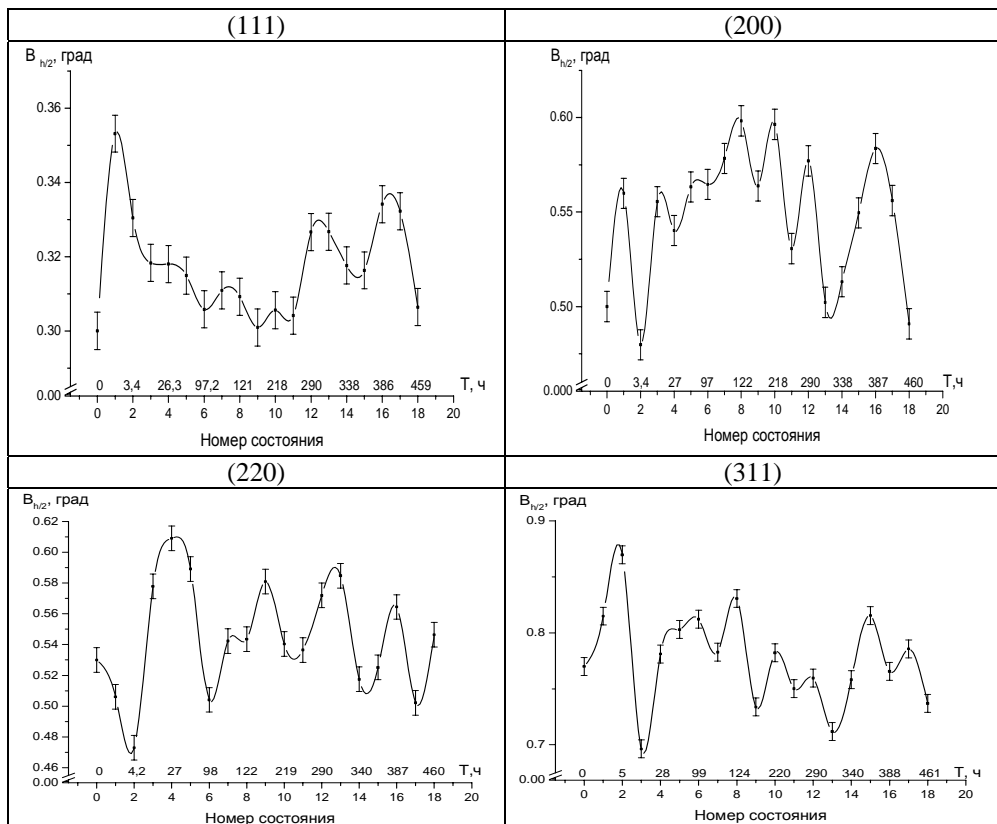 (111)
B h/2, град
0.36
0.34
0.32
0.30
0.00
0 3,4 26,3 97,2 121 218 290 338 386 459 T, ч
0 2 4 6 8 10 12 14 16 18 20
Номер состояния
(200)
B h/2, град
0.60
0.55
0.50
0.000
0 3,4 27 97 122 218 290 338 387 460 T, ч
0 2 4 6 8 10 12 14 16 18 20
Номер состояния
(220)
B h/2, град
0.62
0.60
0.58
0.56
0.54
0.52
0.50
0.48
0.46
0.00
0 4,2 27 98 122 219 290 340 387 460 T,ч
0 2 4 6 8 10 12 14 16 18 20
Номер состояния
(311)
B h/2, град
0.9
0.8
0.7
0.00
0 5 28 99 124 220 290 340 388 461 T, ч
0 2 4 6 8 10 12 14 16 18 20
Номер состояния